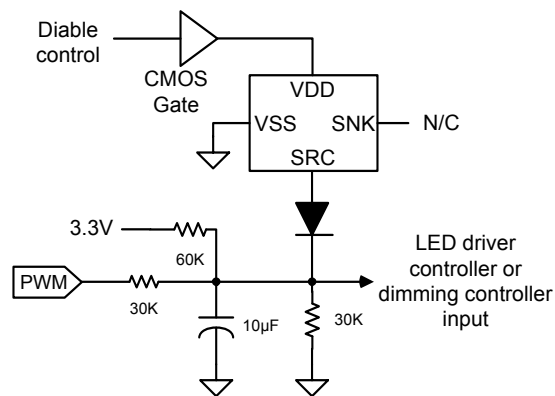 Diable
control
CMOS
Gate
VDD
VSS
SNK
N/C
SRC
3.3V
60K
PWM
30K
10µF
30K
LED driver
controller or
dimming controller
input